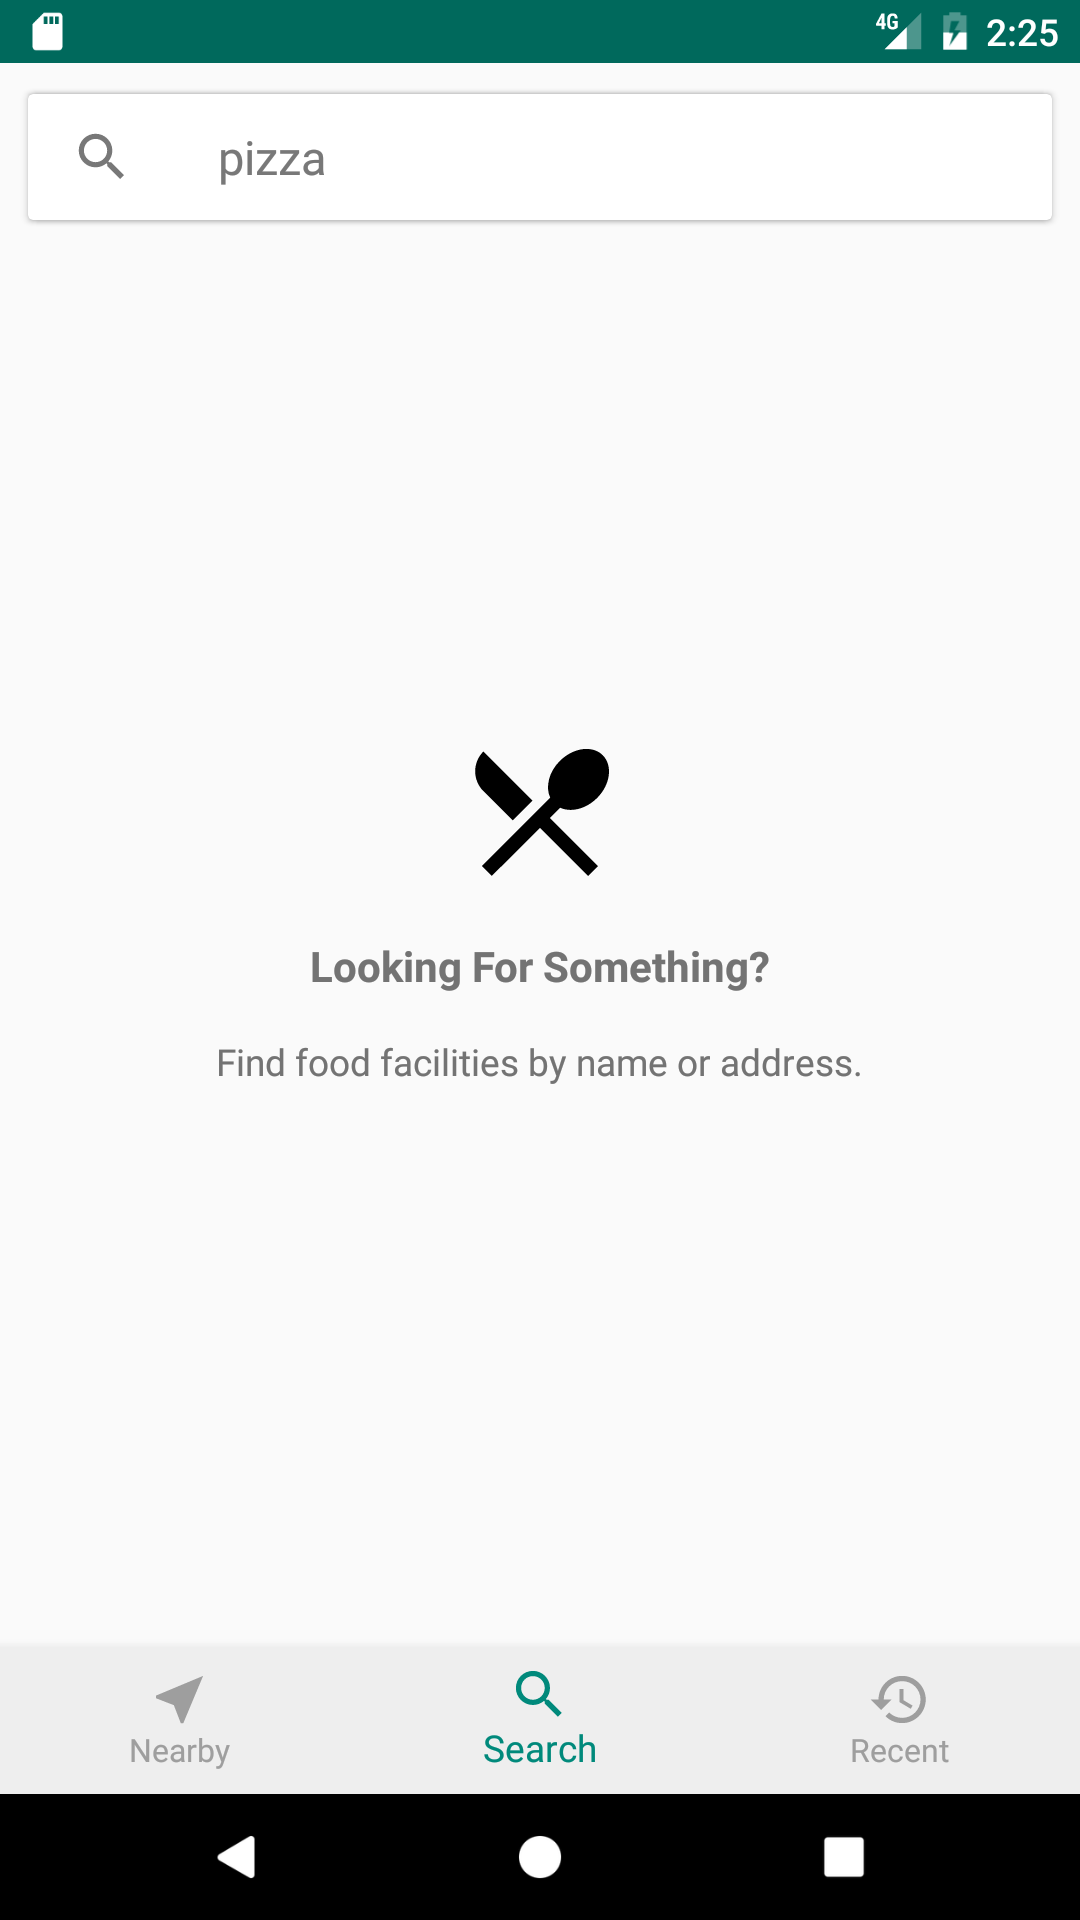 4G 2:25
pizza
Looking For Something?
Find food facilities by name or address.
Nearby Search Recent